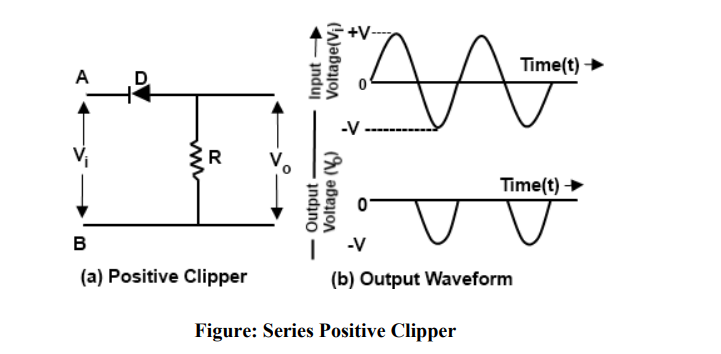 A
D
Vi
R
Vo
B
(a) Positive Clipper
Input
Voltage(Vi)
+V
0
-V
Time(t)
Output
Voltage (Vo)
0
-V
Time(t)
(b) Output Waveform
Figure: Series Positive Clipper